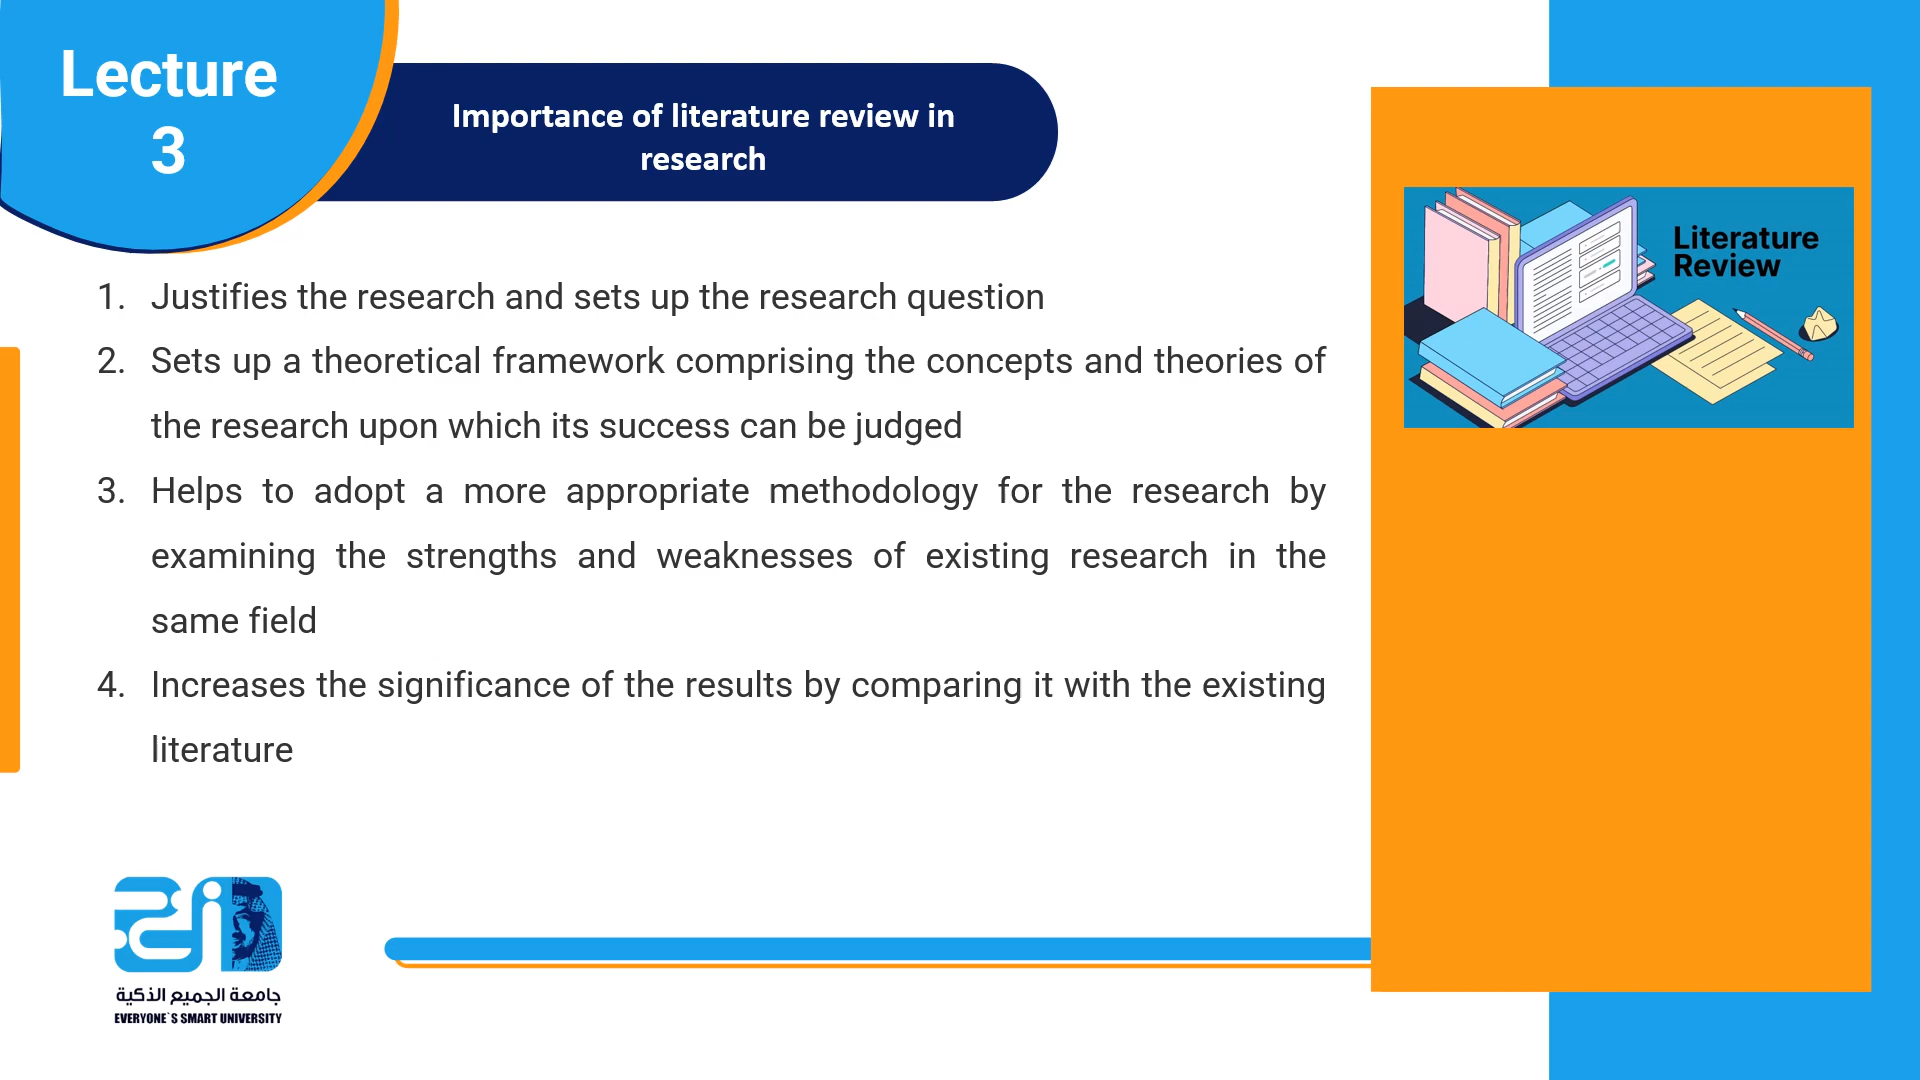 Lecture
3
Importance of literature review in
research
1. Justifies the research and sets up the research question
2. Sets up a theoretical framework comprising the concepts and theories of
the research upon which its success can be judged
3. Helps to adopt a more appropriate methodology for the research by
examining the strengths and weaknesses of existing research in the
same field
4. Increases the significance of the results by comparing it with the existing
literature
Literature
Review
جامعة الجميع الذكية
EVERYONE`S SMART UNIVERSITY